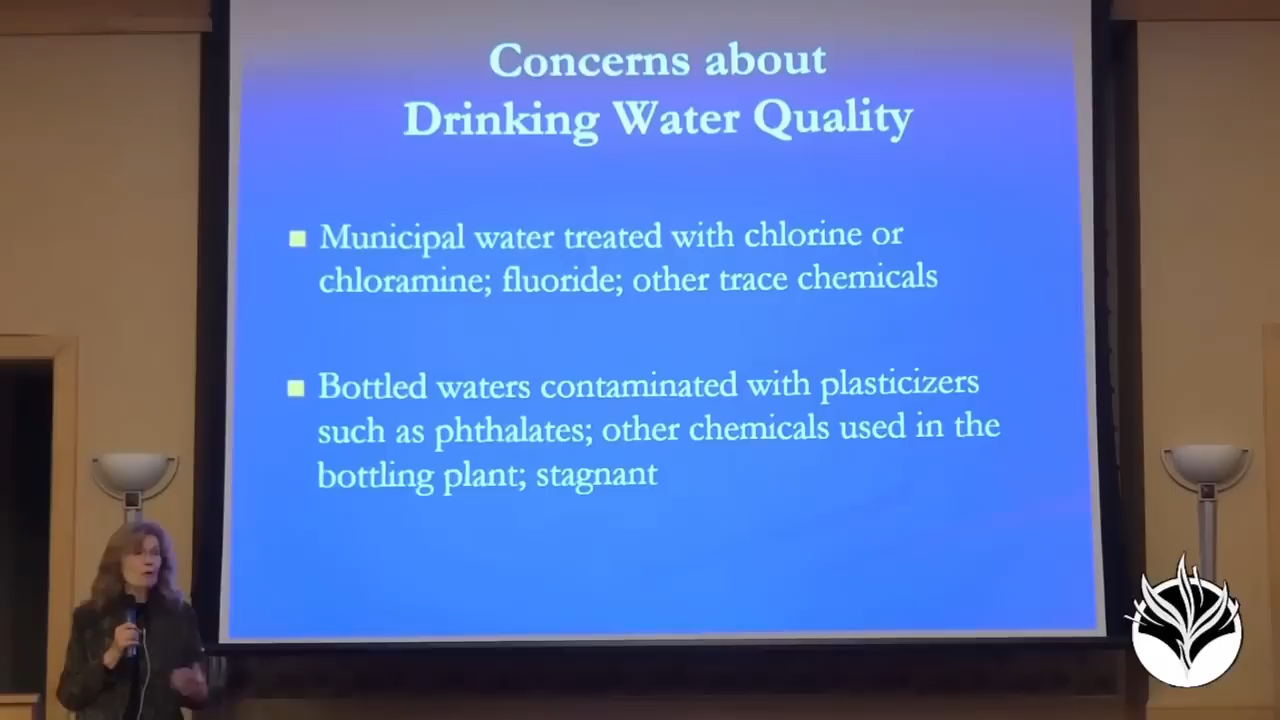 Concerns about
Drinking Water Quality
Municipal water treated with chlorine or
chloramine; fluoride; other trace chemicals
Bottled waters contaminated with plasticizers
such as phthalates; other chemicals used in the
bottling plant; stagnant